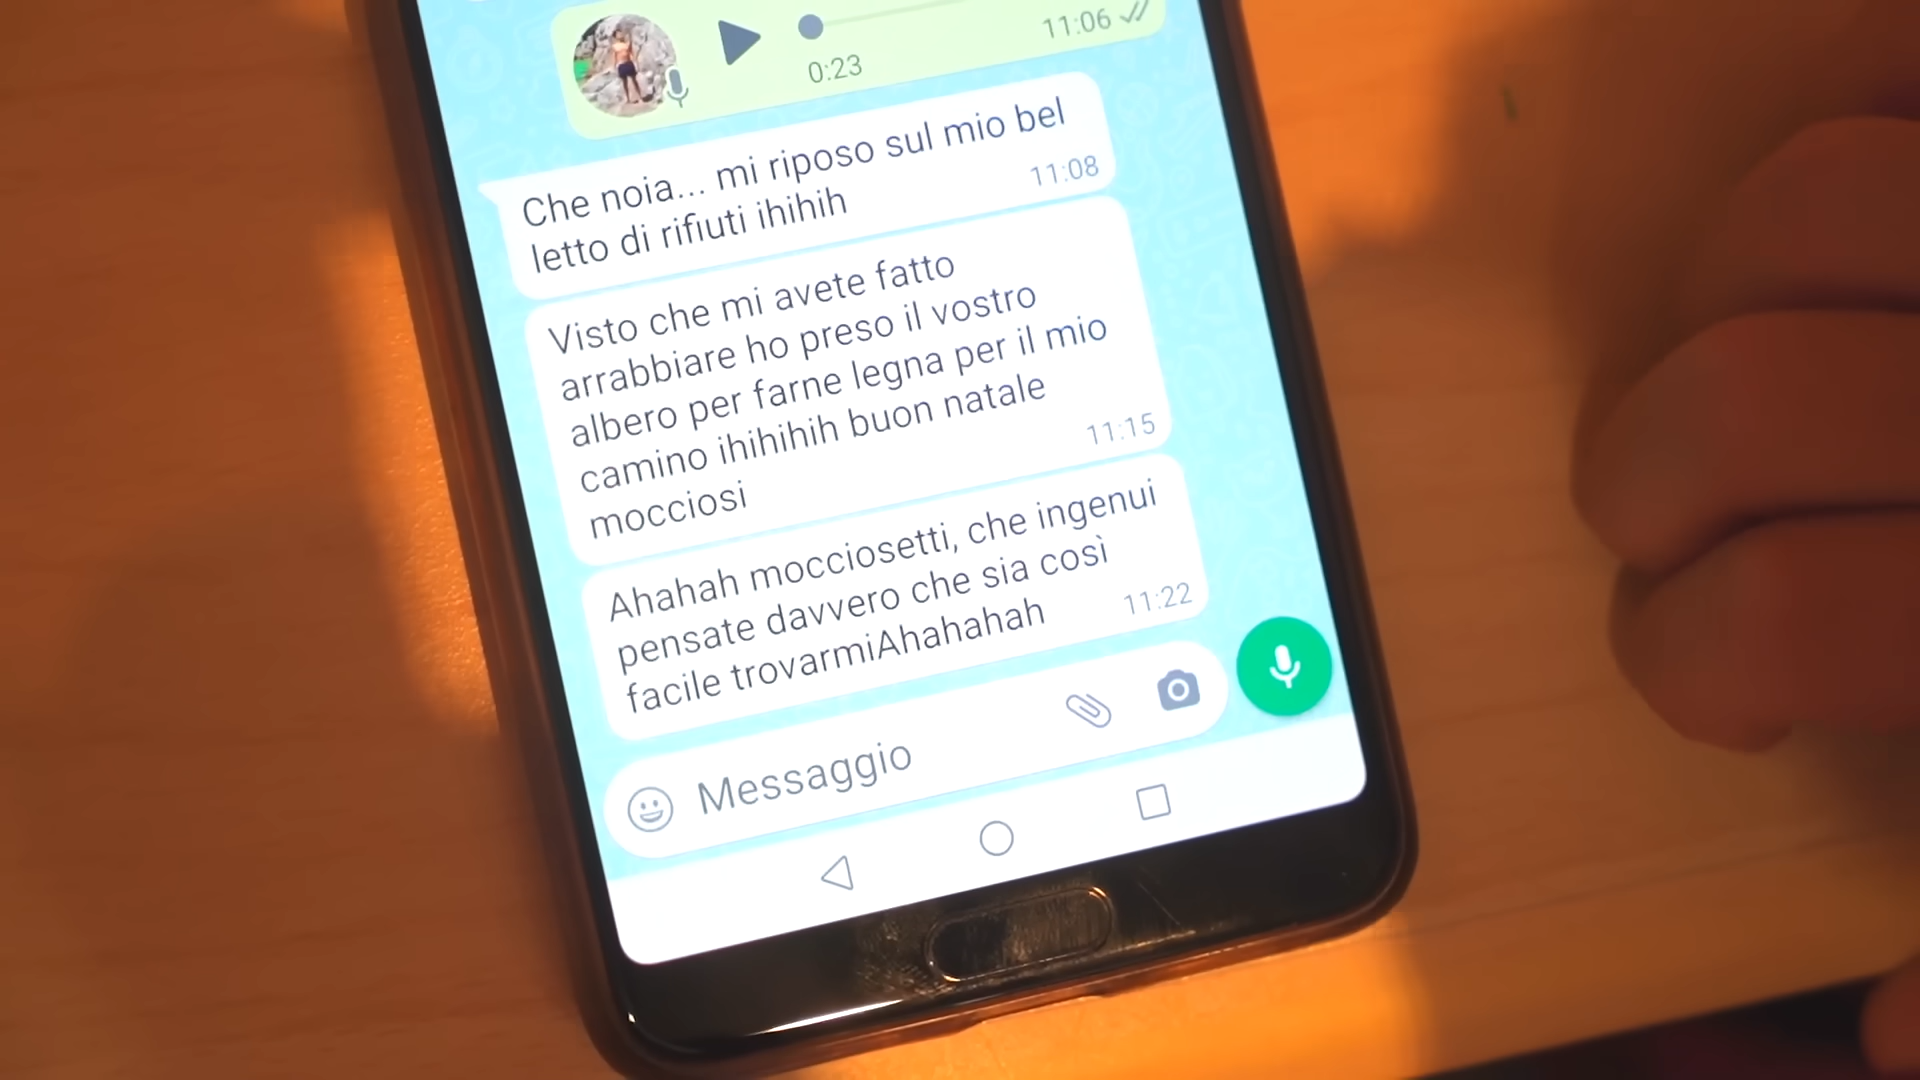 0:23
11:06
Che noia... mi riposo sul mio bel
letto di rifiuti ihihih
11:08
Visto che mi avete fatto
arrabbiare ho preso il vostro
albero per farne legna per il mio
camino ihihihih buon natale
mocciosi
11:15
Ahahah mocciosetti, che ingenui
pensate davvero che sia così
facile trovarmiAhahahah
11:22
Messaggio